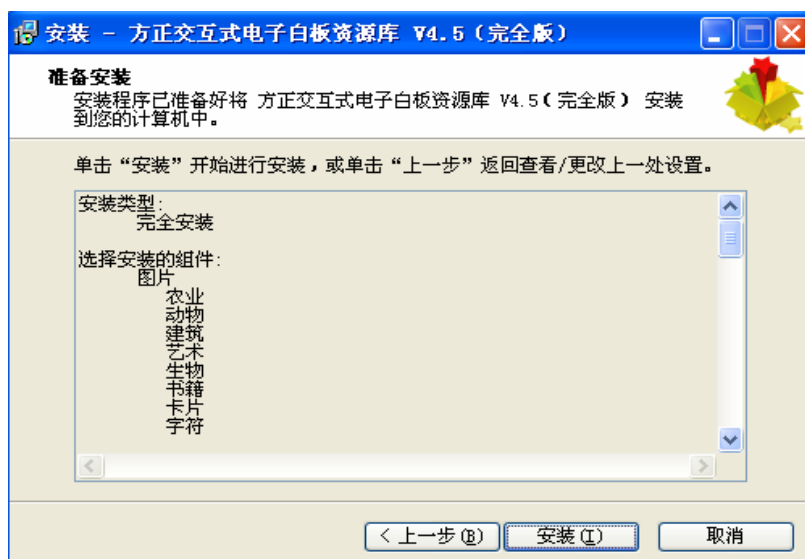 安装 - 方正交互式电子白板资源库 V4.5（完全版）
准备安装
安装程序已准备好将 方正交互式电子白板资源库 V4.5（完全版） 安装
到您的计算机中。
单击“安装”开始进行安装，或单击“上一步”返回查看/更改上一处设置。
安装类型:
完全安装
选择安装的组件:
图片
农业
动物
建筑
艺术
生物
书籍
卡片
字符
< 上一步(B)
安装(I)
取消